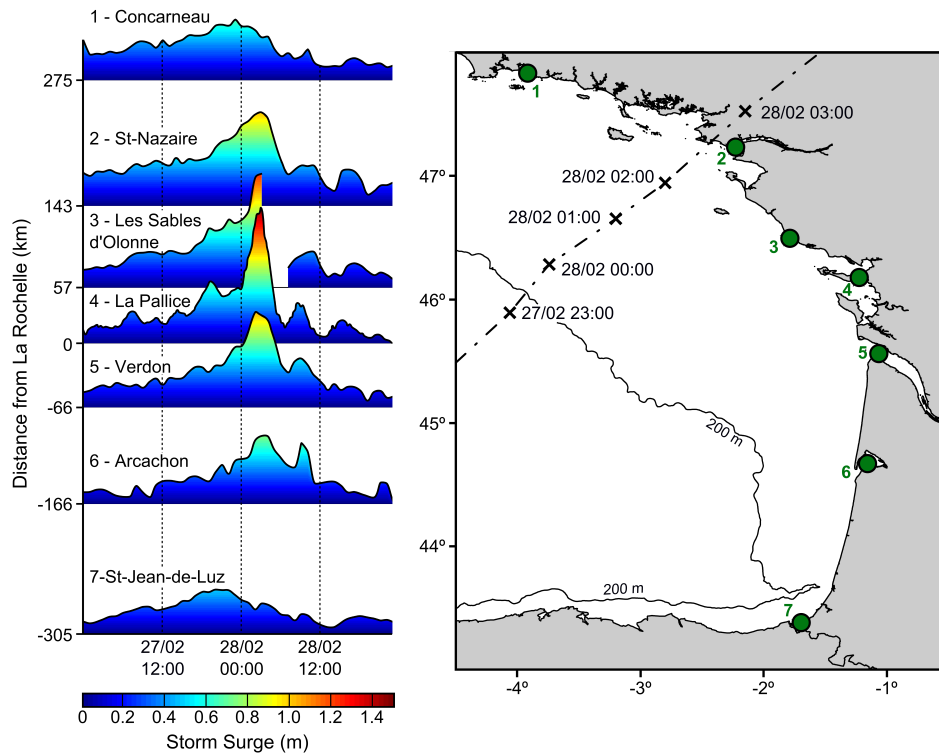 1 - Concarneau
275
2 - St-Nazaire
143
3 - Les Sables
d'Olonne
57
4 - La Pallice
0
5 - Verdon
-66
6 - Arcachon
-166
7-St-Jean-de-Luz
-305
Distance from La Rochelle (km)
27/02
12:00
28/02
00:00
28/02
12:00
0 0.2 0.4 0.6 0.8 1.0 1.2 1.4
Storm Surge (m)
1
28/02 03:00
2
28/02 02:00
47º
28/02 01:00
3
28/02 00:00
4
46º
27/02 23:00
5
200 m
45º
6
44º
200 m
7
-4º -3º -2º -1º